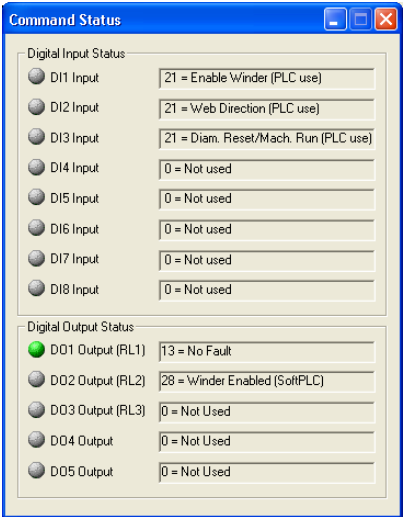 Command Status
Digital Input Status
DI1 Input 21 = Enable Winder (PLC use)
DI2 Input 21 = Web Direction (PLC use)
DI3 Input 21 = Diam. Reset/Mach. Run (PLC use)
DI4 Input 0 = Not used
DI5 Input 0 = Not used
DI6 Input 0 = Not used
DI7 Input 0 = Not used
DI8 Input 0 = Not used
Digital Output Status
DO1 Output (RL1) 13 = No Fault
DO2 Output (RL2) 28 = Winder Enabled (SoftPLC)
DO3 Output (RL3) 0 = Not Used
DO4 Output 0 = Not Used
DO5 Output 0 = Not Used